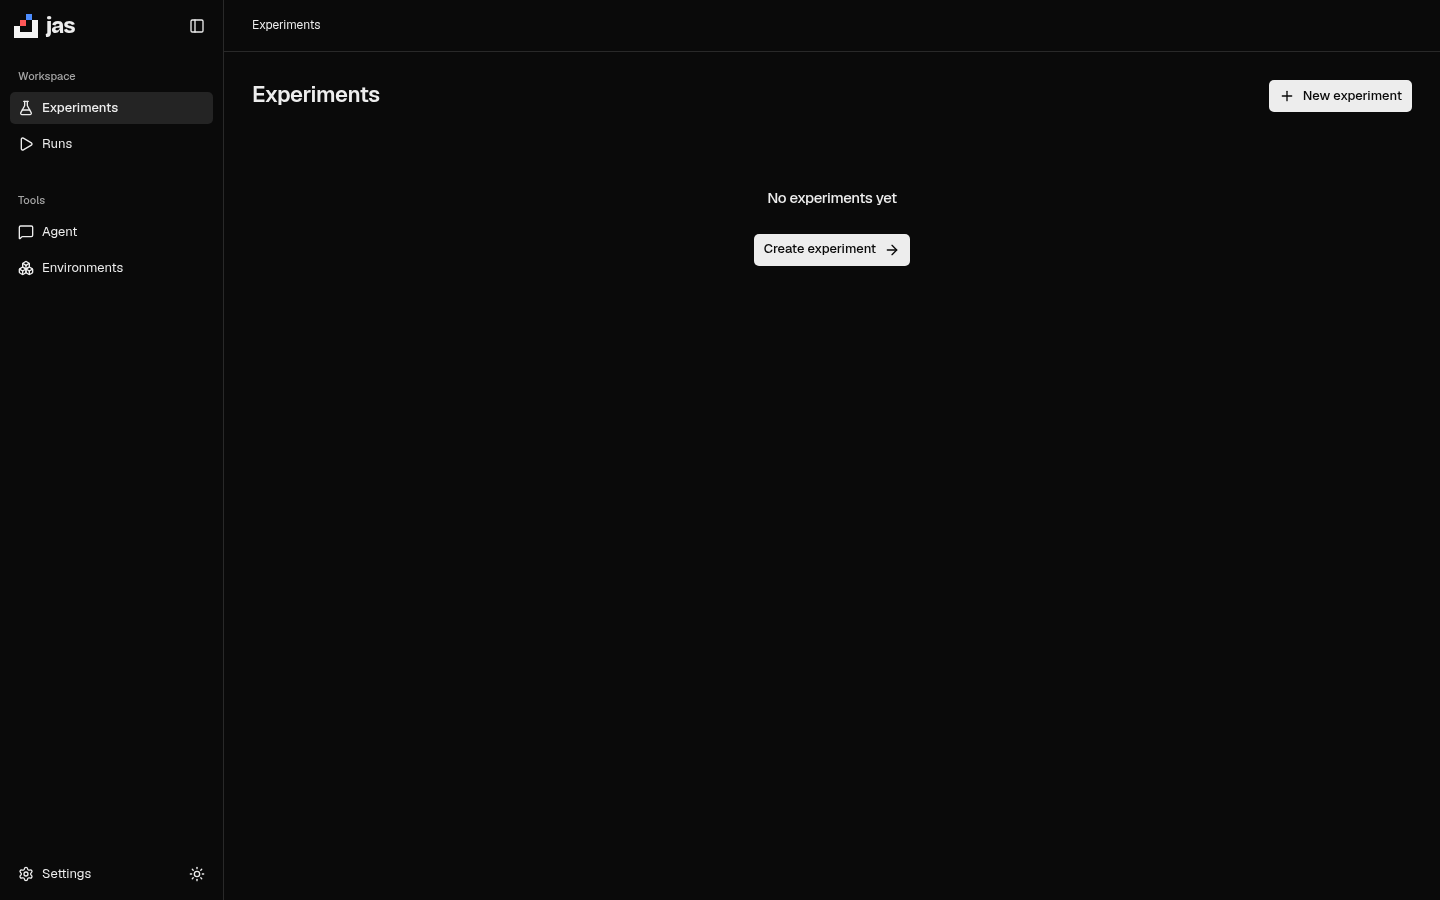 jas
Experiments
Workspace
Experiments
Runs
Tools
Agent
Environments
Settings
Experiments
New experiment
No experiments yet
Create experiment